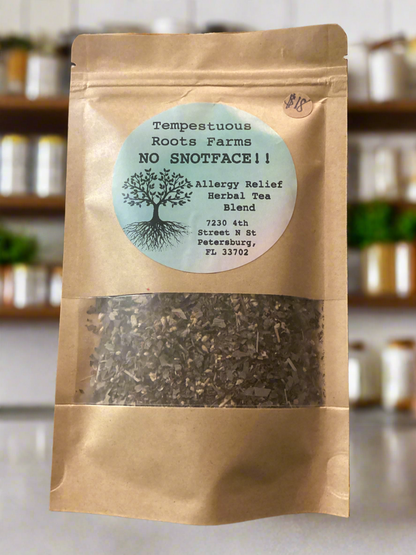 $18
Tempestuous
Roots Farms
NO SNOTFACE!!
Allergy Relief
Herbal Tea
Blend
7230 4th
Street N St
Petersburg,
FL 33702